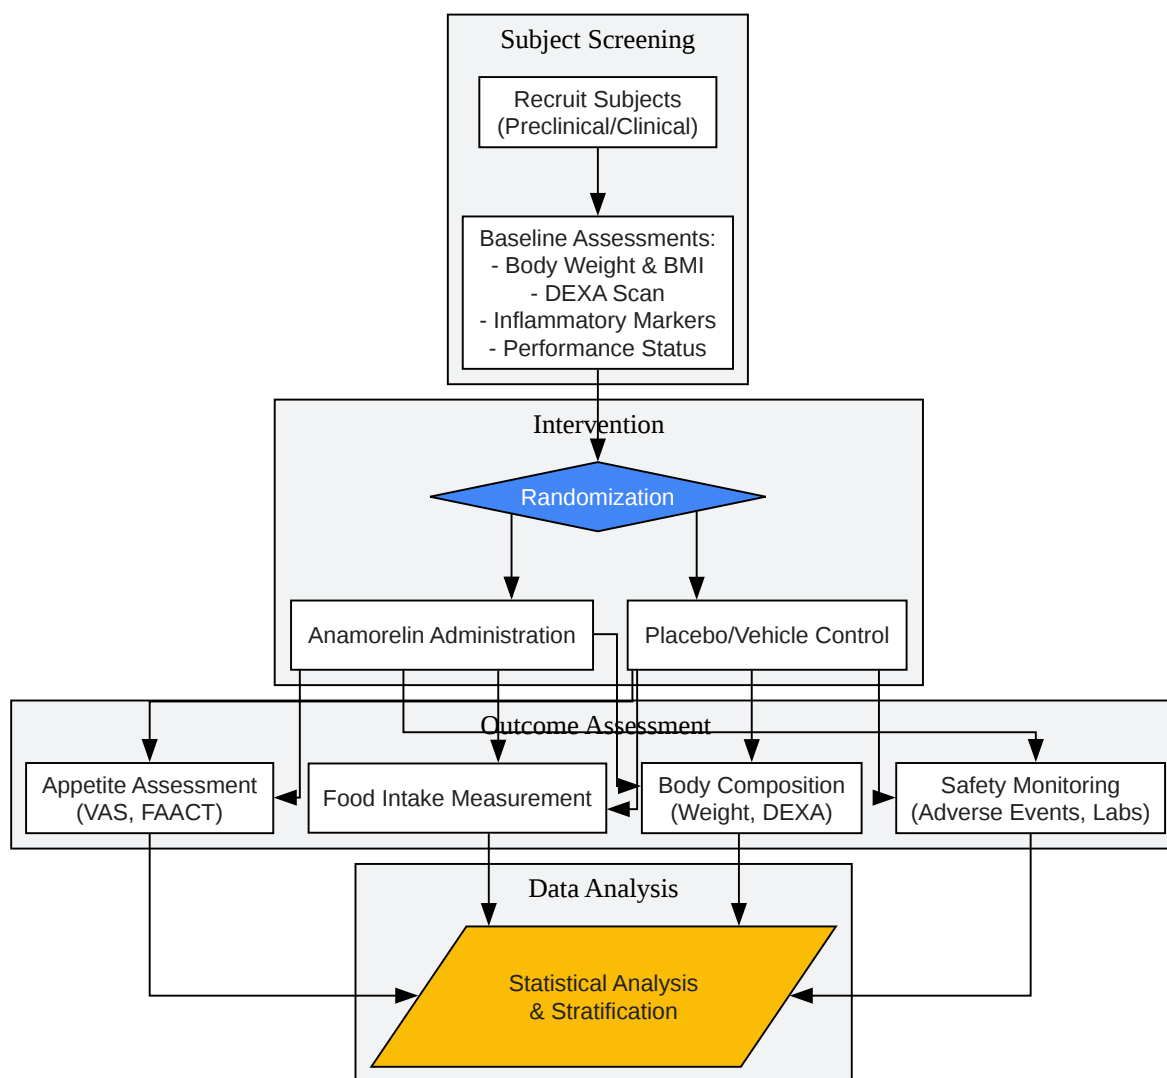 Subject Screening
Recruit Subjects
(Preclinical/Clinical)
Baseline Assessments:
- Body Weight & BMI
- DEXA Scan
- Inflammatory Markers
- Performance Status
Intervention
Randomization
Anamorelin Administration
Placebo/Vehicle Control
Outcome Assessment
Appetite Assessment
(VAS, FAACT)
Food Intake Measurement
Body Composition
(Weight, DEXA)
Safety Monitoring
(Adverse Events, Labs)
Data Analysis
Statistical Analysis
& Stratification